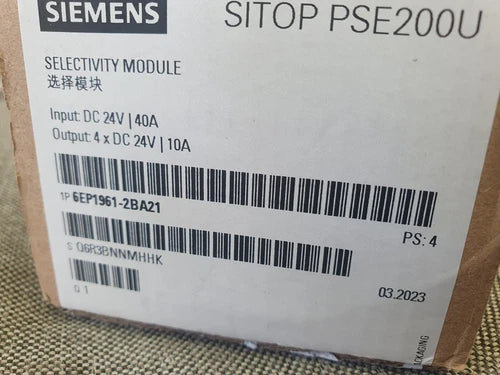 SIEMENS
SITOP PSE200U
SELECTIVITY MODULE
选择模块
Input: DC 24V | 40A
Output: 4 x DC 24V | 10A
1P 6EP1961-2BA21
PS: 4
S Q6R3BNNMHHK
Q 1
03.2023
PACKAGING